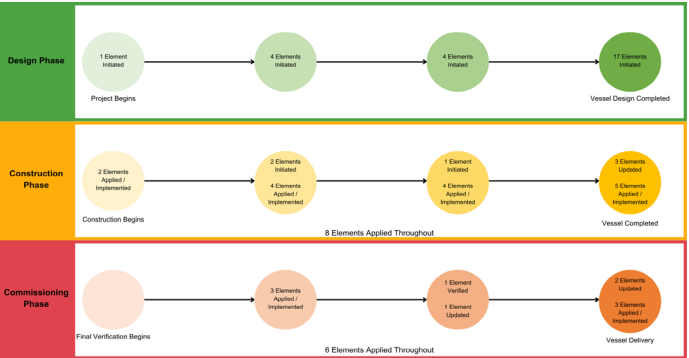 Design Phase
1 Element
Initiated
Project Begins
4 Elements
Initiated
4 Elements
Initated
17 Elements
Initiated
Vessel Design Completed
Construction
Phase
2 Elements
Applied /
Implemented
Construction Begins
2 Elements
Initiated
4 Elements
Applied /
Implemented
1 Element
Initiated
4 Elements
Applied /
Implemented
3 Elements
Updated
5 Elements
Applied /
Implemented
Vessel Completed
8 Elements Applied Throughout
Commissioning
Phase
Final Verification Begins
3 Elements
Applied /
Implemented
1 Element
Verified
1 Element
Updated
2 Elements
Updated
3 Elements
Applied /
Implemented
Vessel Delivery
6 Elements Applied Throughout